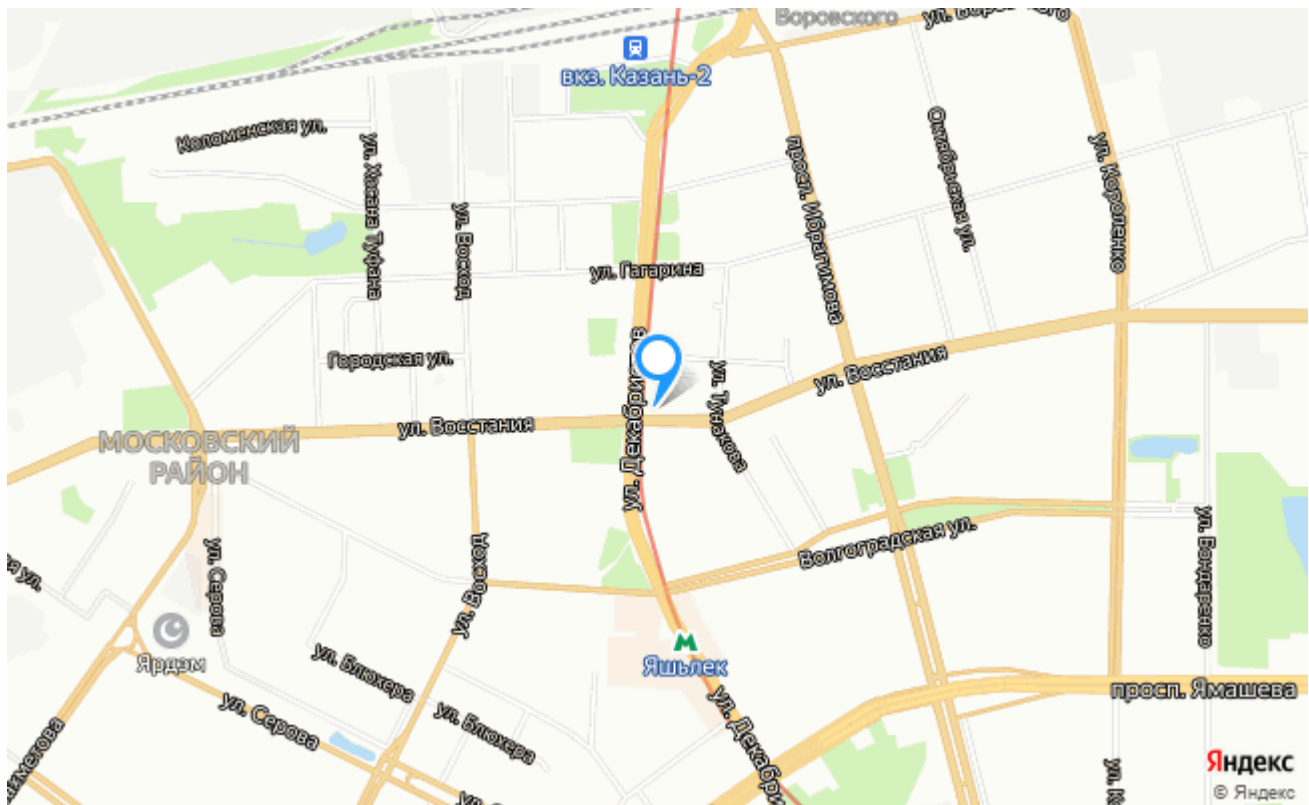 Воровского
ул. Воровского
вкз. Казань-2
Коломенская ул.
ул. Хасана Туфана
ул. Восход
Октябрьская ул.
просп. Ибрагимова
ул. Короленко
ул. Гагарина
Городская ул.
ул. Декабристов
ул. Тунакова
ул. Восстания
ул. Восстания
МОСКОВСКИЙ
РАЙОН
Волгоградская ул.
ул. Бондаренко
ул. Серова
ул. Восход
Ярдэм
ул. Блюхера
ул. Блюхера
ул. Серова
Яшьлек
ул. Декабри
просп. Ямашева
Яндекс
© Яндекс